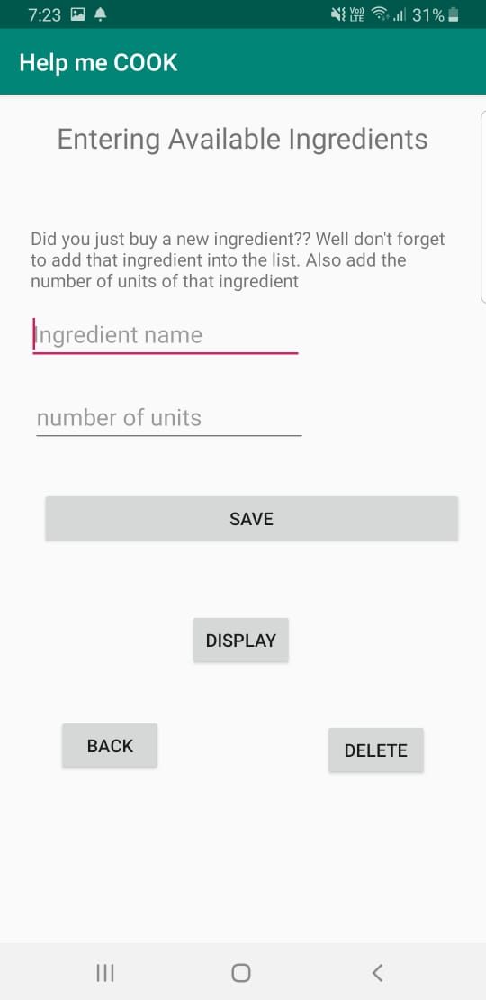 7:23 Vo)) LTE 31%
Help me COOK
Entering Available Ingredients
Did you just buy a new ingredient?? Well don't forget
to add that ingredient into the list. Also add the
number of units of that ingredient
Ingredient name
number of units
SAVE
DISPLAY
BACK
DELETE